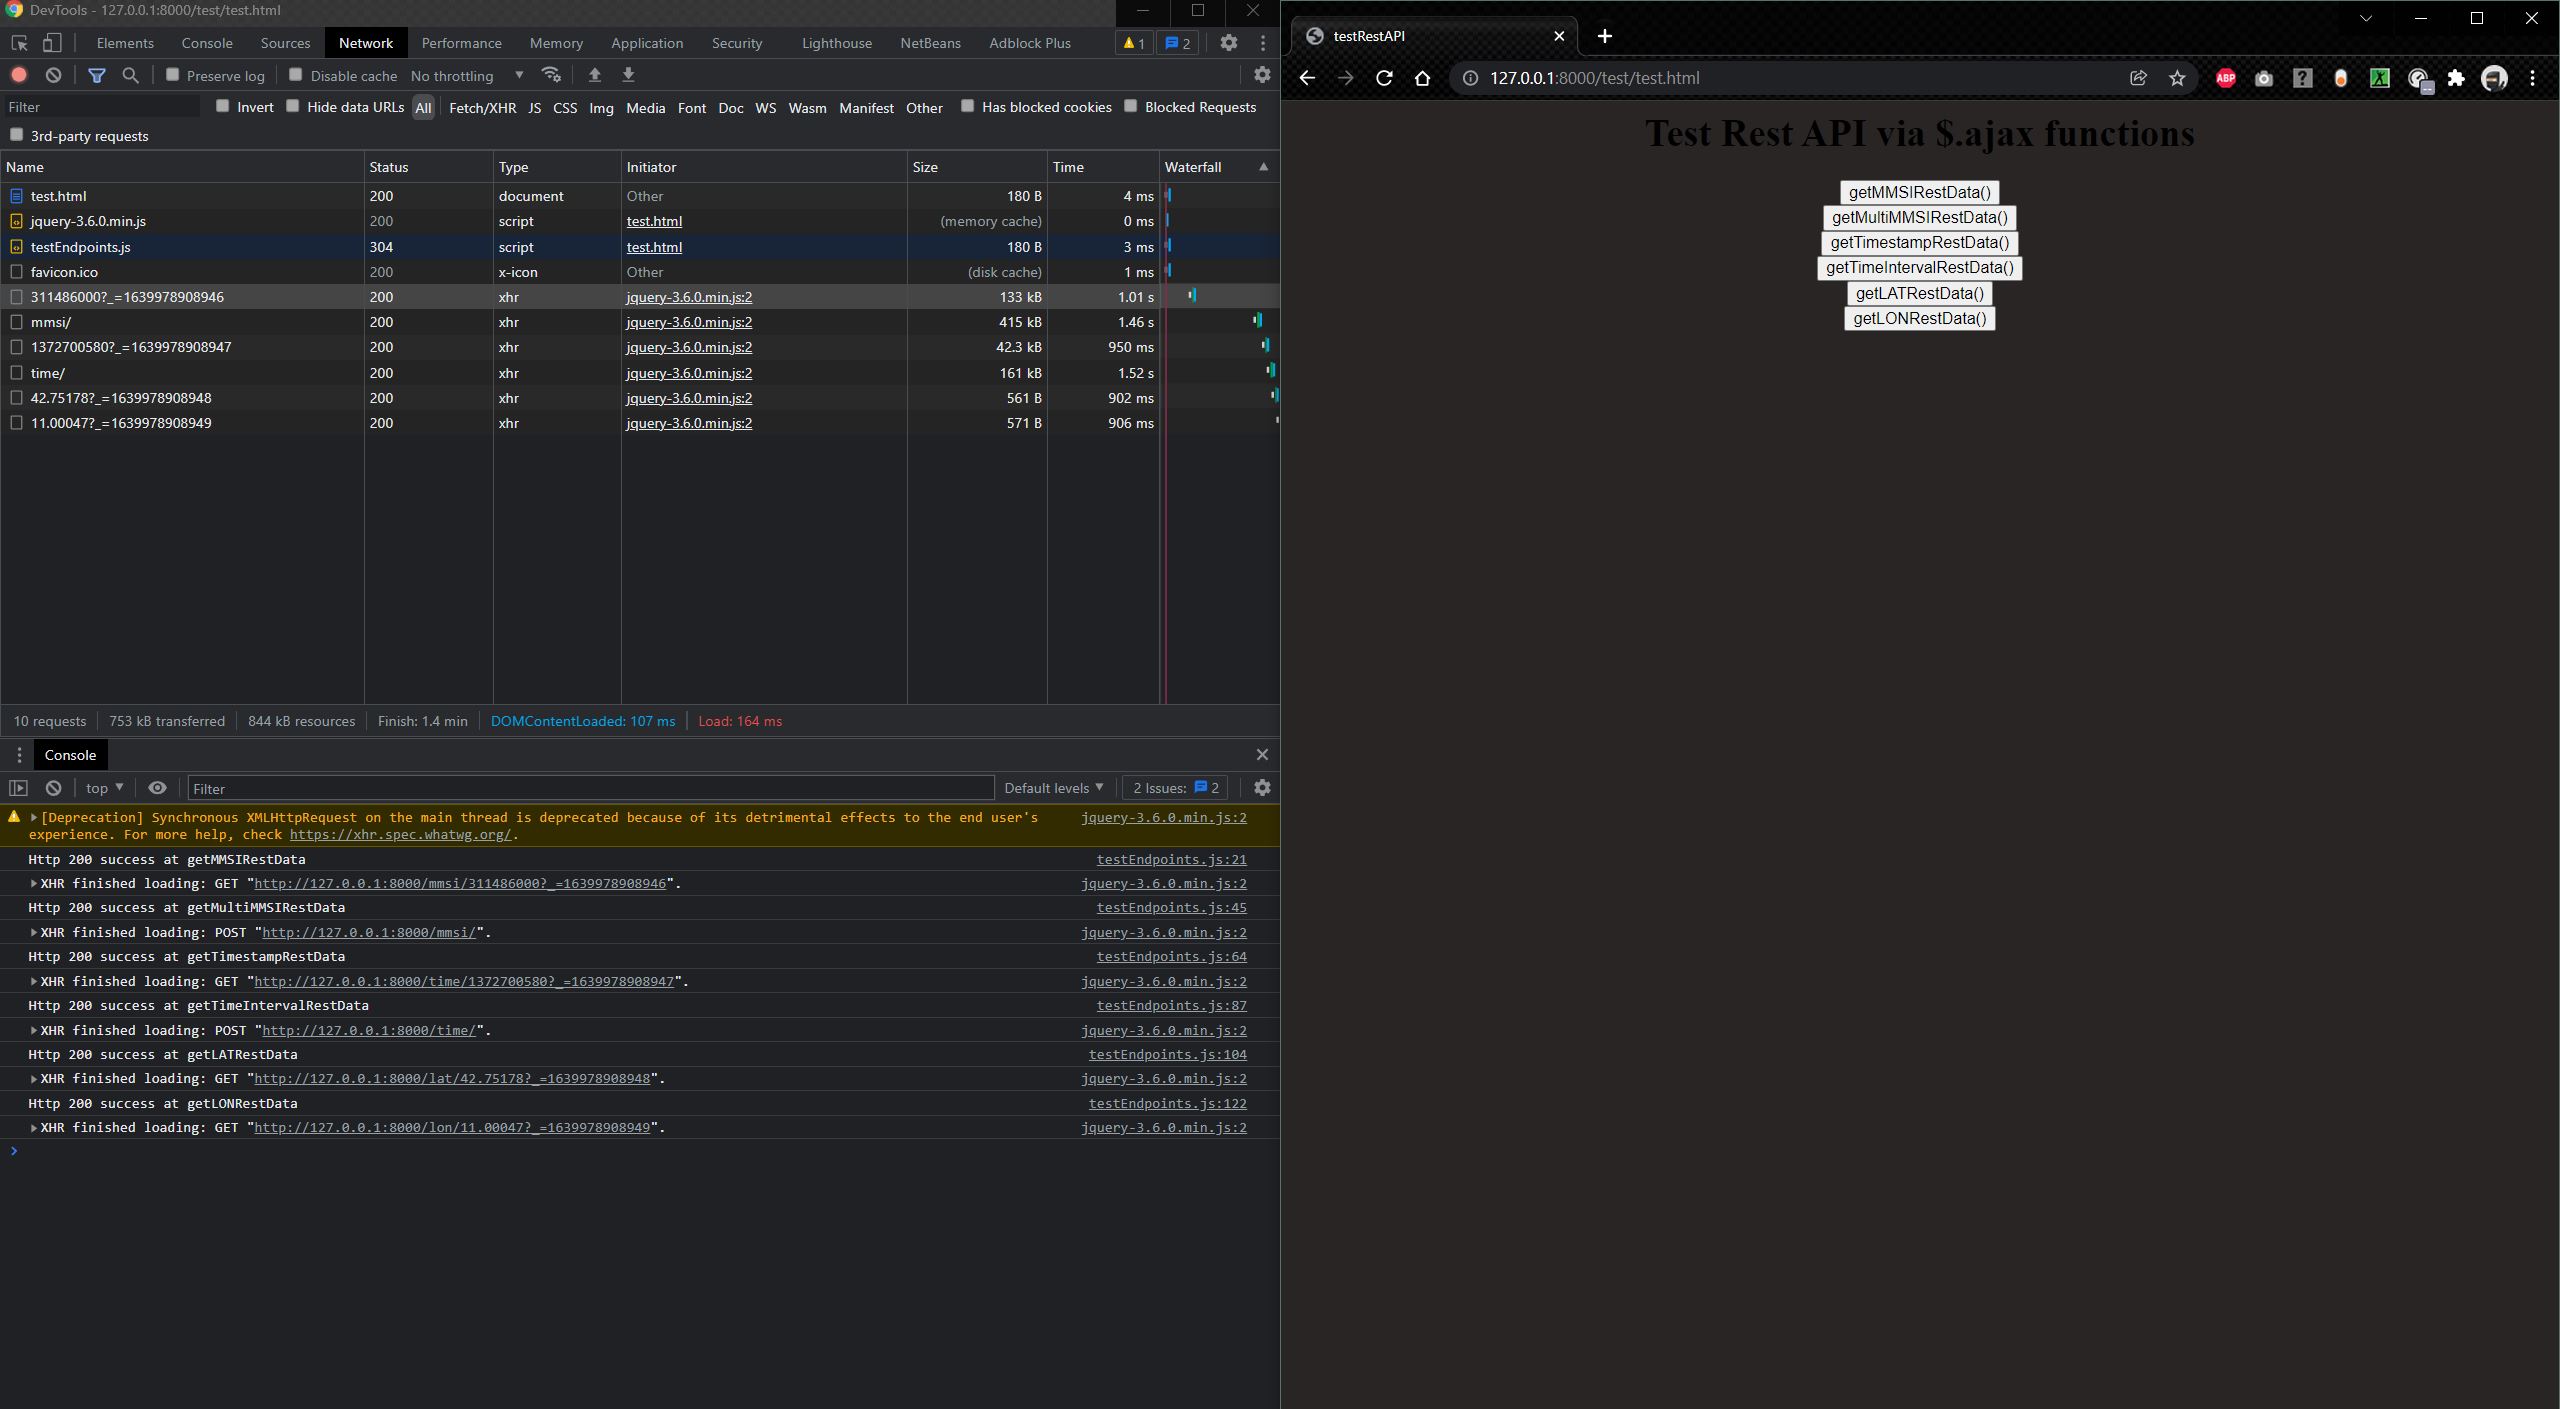 DevTools - 127.0.0.1:8000/test/test.html
Elements Console Sources Network Performance Memory Application Security Lighthouse NetBeans Adblock Plus 1 2
Preserve log Disable cache No throttling
Filter Invert Hide data URLs All Fetch/XHR JS CSS Img Media Font Doc WS Wasm Manifest Other Has blocked cookies Blocked Requests
3rd-party requests
Name Status Type Initiator Size Time Waterfall
test.html 200 document Other 180 B 4 ms
jquery-3.6.0.min.js 200 script test.html (memory cache) 0 ms
testEndpoints.js 304 script test.html 180 B 3 ms
favicon.ico 200 x-icon Other (disk cache) 1 ms
311486000?_=1639978908946 200 xhr jquery-3.6.0.min.js:2 133 kB 1.01 s
mmsi/ 200 xhr jquery-3.6.0.min.js:2 415 kB 1.46 s
1372700580?_=1639978908947 200 xhr jquery-3.6.0.min.js:2 42.3 kB 950 ms
time/ 200 xhr jquery-3.6.0.min.js:2 161 kB 1.52 s
42.75178?_=1639978908948 200 xhr jquery-3.6.0.min.js:2 561 B 902 ms
11.00047?_=1639978908949 200 xhr jquery-3.6.0.min.js:2 571 B 906 ms
10 requests 753 kB transferred 844 kB resources Finish: 1.4 min DOMContentLoaded: 107 ms Load: 164 ms
Console
top Filter Default levels 2 Issues: 2
[Deprecation] Synchronous XMLHttpRequest on the main thread is deprecated because of its detrimental effects to the end user's jquery-3.6.0.min.js:2
experience. For more help, check https://xhr.spec.whatwg.org/.
Http 200 success at getMMSIRestData testEndpoints.js:21
XHR finished loading: GET "http://127.0.0.1:8000/mmsi/311486000?_=1639978908946". jquery-3.6.0.min.js:2
Http 200 success at getMultiMMSIRestData testEndpoints.js:45
XHR finished loading: POST "http://127.0.0.1:8000/mmsi/". jquery-3.6.0.min.js:2
Http 200 success at getTimestampRestData testEndpoints.js:64
XHR finished loading: GET "http://127.0.0.1:8000/time/1372700580?_=1639978908947". jquery-3.6.0.min.js:2
Http 200 success at getTimeIntervalRestData testEndpoints.js:87
XHR finished loading: POST "http://127.0.0.1:8000/time/". jquery-3.6.0.min.js:2
Http 200 success at getLATRestData testEndpoints.js:104
XHR finished loading: GET "http://127.0.0.1:8000/lat/42.75178?_=1639978908948". jquery-3.6.0.min.js:2
Http 200 success at getLONRestData testEndpoints.js:122
XHR finished loading: GET "http://127.0.0.1:8000/lon/11.00047?_=1639978908949". jquery-3.6.0.min.js:2
testRestAPI
127.0.0.1:8000/test/test.html ABP
Test Rest API via $.ajax functions
getMMSIRestData()
getMultiMMSIRestData()
getTimestampRestData()
getTimeIntervalRestData()
getLATRestData()
getLONRestData()